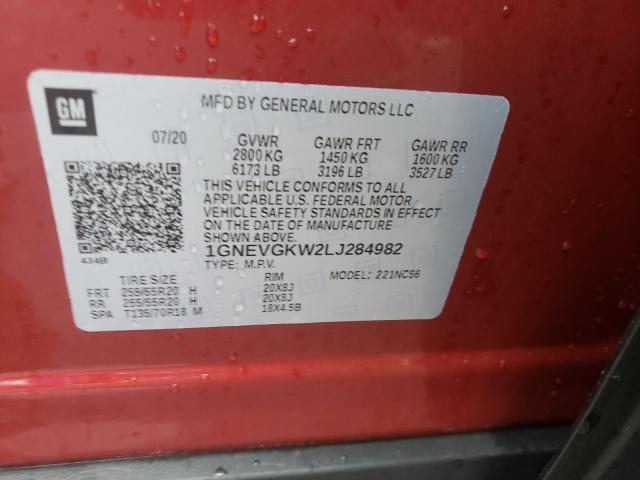 GM
MFD BY GENERAL MOTORS LLC
07/20 GVWR GAWR FRT GAWR RR
2800 KG 1450 KG 1600 KG
6173 LB 3196 LB 3527 LB
THIS VEHICLE CONFORMS TO ALL
APPLICABLE U.S. FEDERAL MOTOR
VEHICLE SAFETY STANDARDS IN EFFECT
ON THE DATE OF MANUFACTURE
SHOWN ABOVE.
434B
1GNEVGKW2LJ284982
TYPE: M.P.V.
TIRE SIZE SPD RTG RIM MODEL: 221NC56
FRT 255/55R20 H 20X8J
RR 255/55R20 H 20X8J
SPA T135/70R18 M 18X4.5B